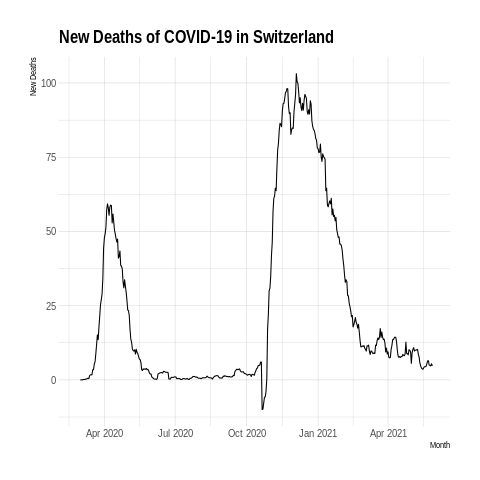 New Deaths of COVID-19 in Switzerland
New Deaths
100
75
50
25
0
Apr 2020 Jul 2020 Oct 2020 Jan 2021 Apr 2021
Month